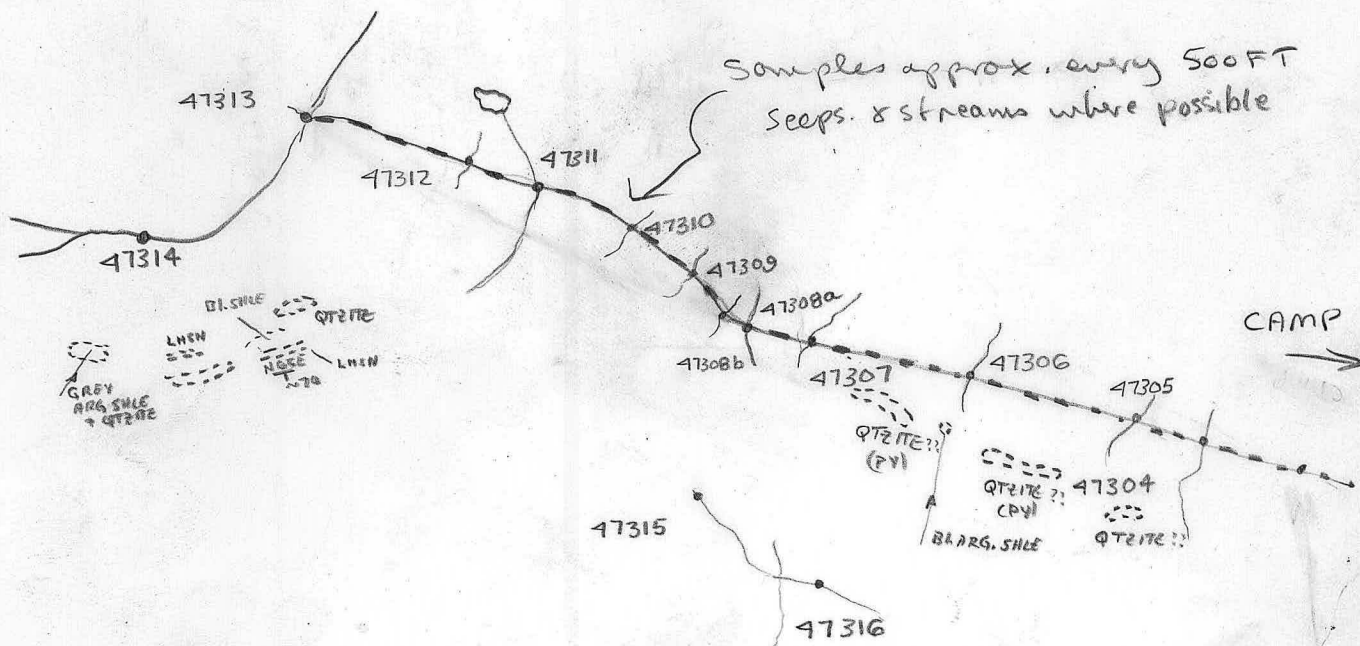 Samples approx. every 500FT
seeps. & streams where possible
47313
47312
47311
47310
47309
47308a
47308b
47307
47306
47305
CAMP
47314
Bl. SHLE
QTZITE
LMSN
LMSN
GREY
ARG. SHLE
+ QTZITE
QTZITE??
(PY)
QTZITE??
(PY)
47304
QTZITE??
BL ARG. SHLE
47315
47316